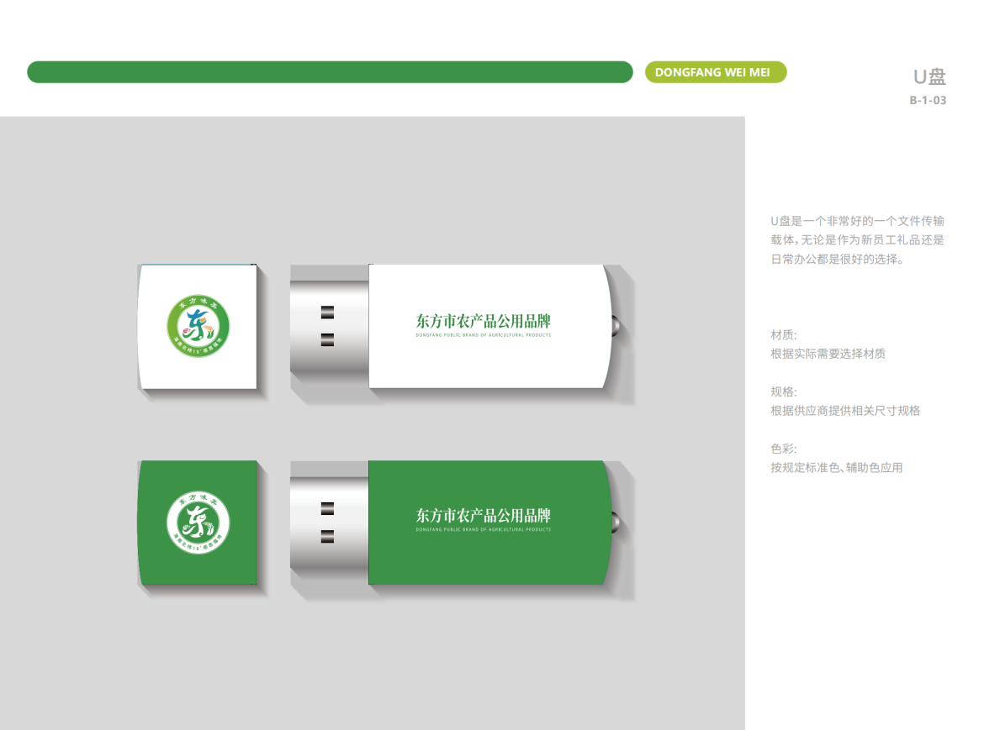 DONGFANG WEI MEI
U盘
B-1-03
U盘是一个非常好的一个文件传输
载体，无论是作为新员工礼品还是
日常办公都是很好的选择。
材质：
根据实际需要选择材质
规格：
根据供应商提供相关尺寸规格
色彩：
按规定标准色、辅助色应用
东方味美
东
东方市农产品公用品牌
DONGFANG PUBLIC BRAND OF AGRICULTURAL PRODUCTS
东方味美
东
东方市农产品公用品牌
DONGFANG PUBLIC BRAND OF AGRICULTURAL PRODUCTS